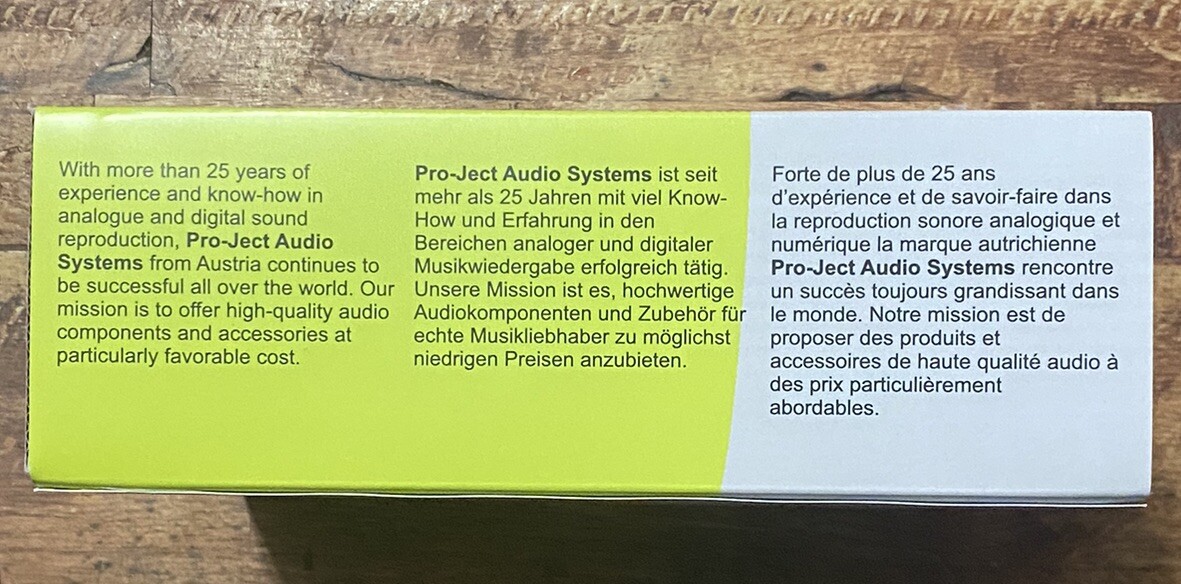 With more than 25 years of
experience and know-how in
analogue and digital sound
reproduction, Pro-Ject Audio
Systems from Austria continues to
be successful all over the world. Our
mission is to offer high-quality audio
components and accessories at
particularly favorable cost.
Pro-Ject Audio Systems ist seit
mehr als 25 Jahren mit viel Know-
How und Erfahrung in den
Bereichen analoger und digitaler
Musikwiedergabe erfolgreich tätig.
Unsere Mission ist es, hochwertige
Audiokomponenten und Zubehör für
echte Musikliebhaber zu möglichst
niedrigen Preisen anzubieten.
Forte de plus de 25 ans
d'expérience et de savoir-faire dans
la reproduction sonore analogique et
numérique la marque autrichienne
Pro-Ject Audio Systems rencontre
un succès toujours grandissant dans
le monde. Notre mission est de
proposer des produits et
accessoires de haute qualité audio à
des prix particulièrement
abordables.